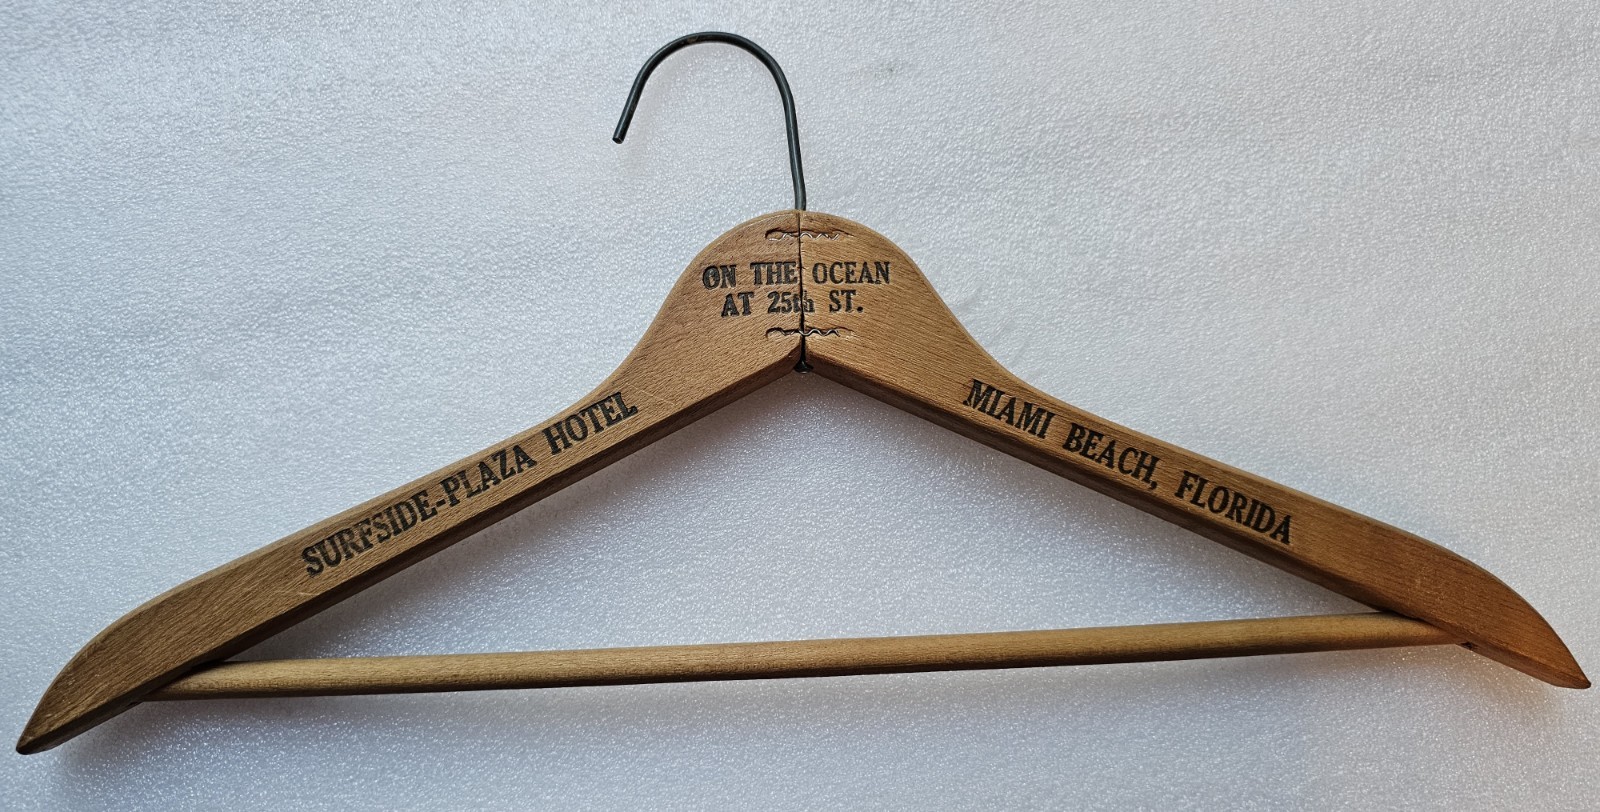 ON THE OCEAN
AT 25th ST.
SURFSIDE-PLAZA HOTEL
MIAMI BEACH, FLORIDA